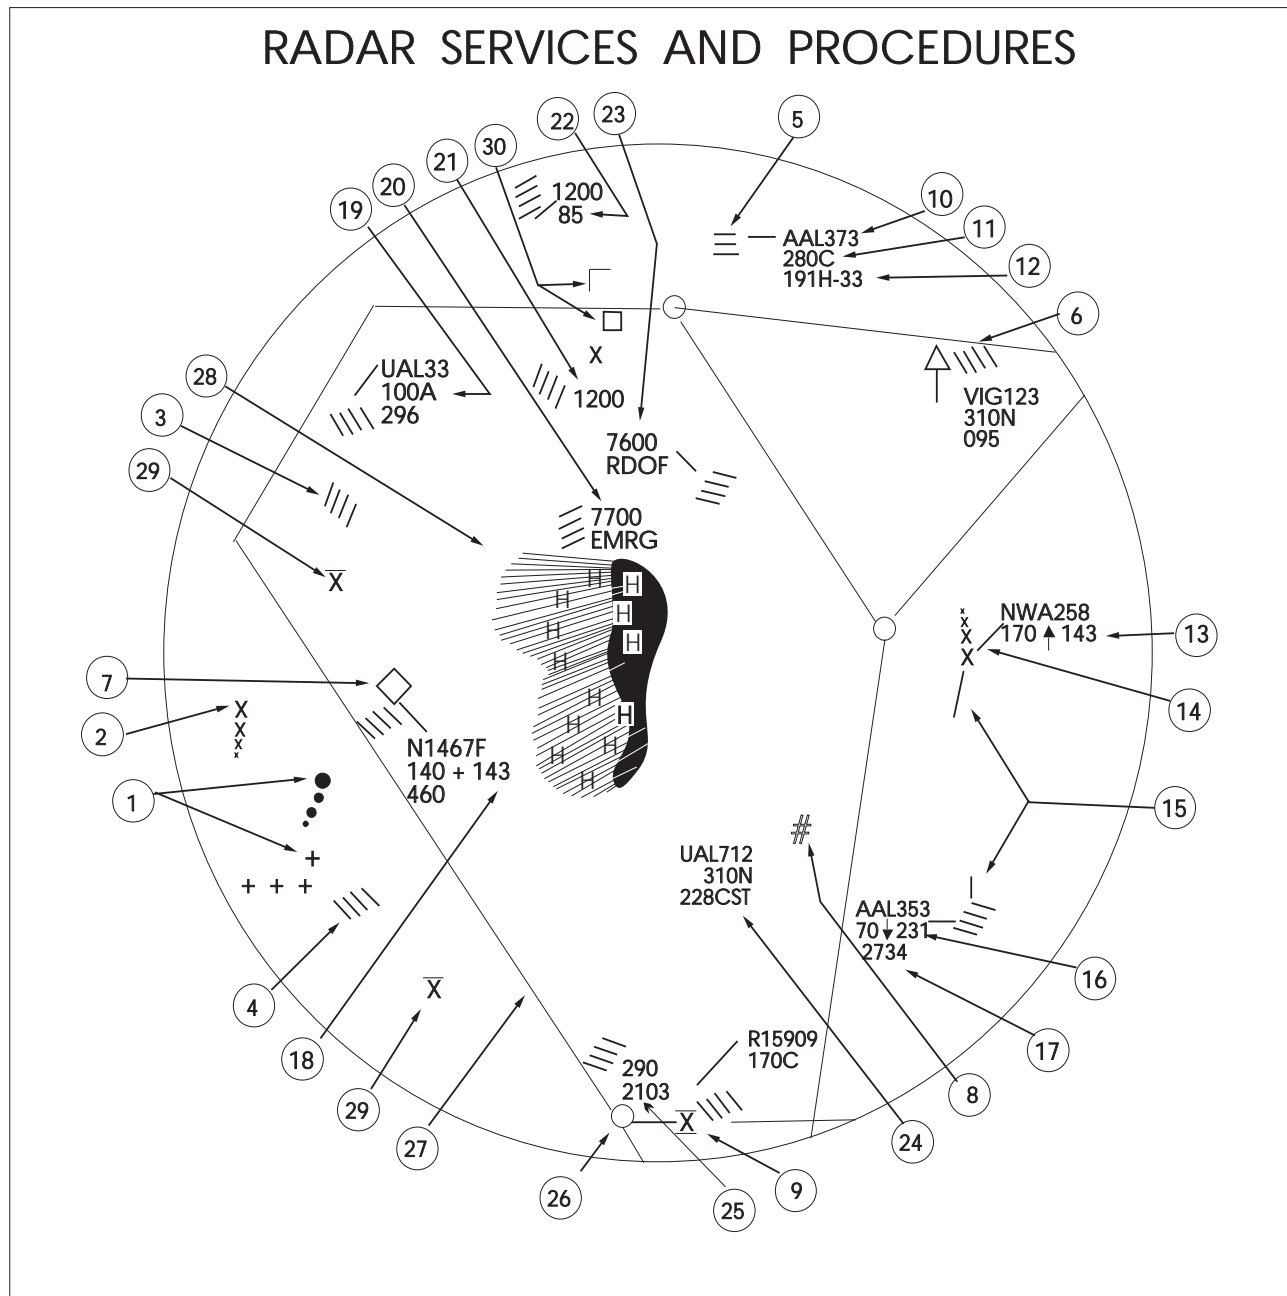 RADAR SERVICES AND PROCEDURES
23
22
5
30
21
20
19
1200
85
10
11
12
AAL373
280C
191H-33
6
X
28
UAL33
100A
296
1200
VIG123
310N
095
3
29
7600
RDOF
7700
EMRG
X
H H
H H
H H
H
NWA258
170 143
13
X
X
X
X
7
2
X
X
X
X
14
H
H H
H H
H
N1467F
140 + 143
460
1
+
+ + +
15
#
UAL712
310N
228CST
AAL353
70 231
2734
4
X
16
18
17
R15909
170C
290
2103
29
8
X
27
24
26
25
9